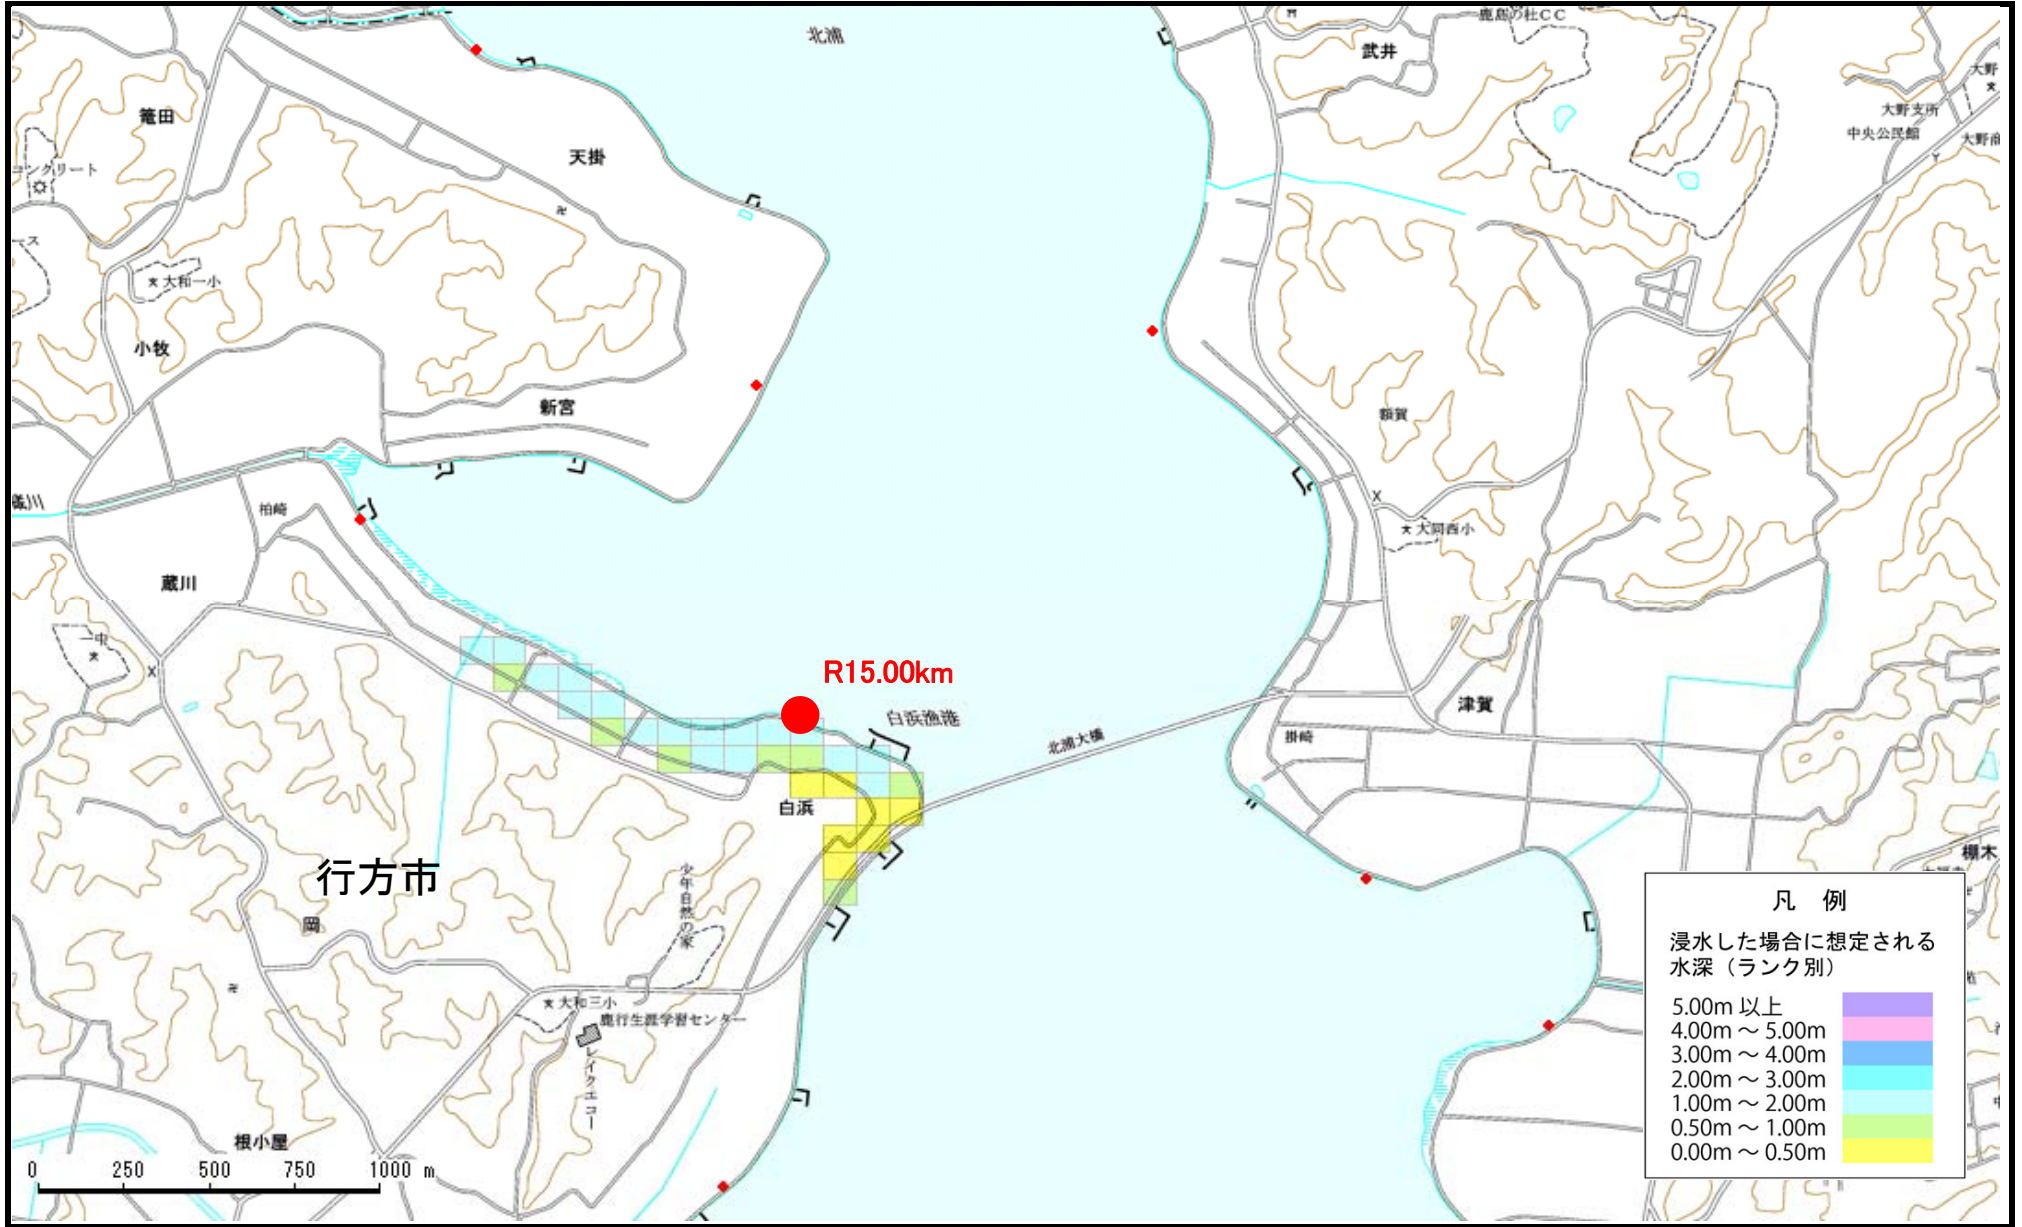 北浦
鹿島の杜CC
武井
大野
大野支所
中央公民館
篭田
天掛
コンクリート
大和一小
小牧
新宮
額賀
大同西小
柏崎
蔵川
一中
R15.00km
白浜漁港
北浦大橋
津賀
掛崎
白浜
棚木
行方市
少年自然の家
岡
大和三小
鹿行生涯学習センター
レイクエコー
根小屋
0 250 500 750 1000 m
凡 例
浸水した場合に想定される
水深（ランク別）
5.00m 以上
4.00m ～ 5.00m
3.00m ～ 4.00m
2.00m ～ 3.00m
1.00m ～ 2.00m
0.50m ～ 1.00m
0.00m ～ 0.50m